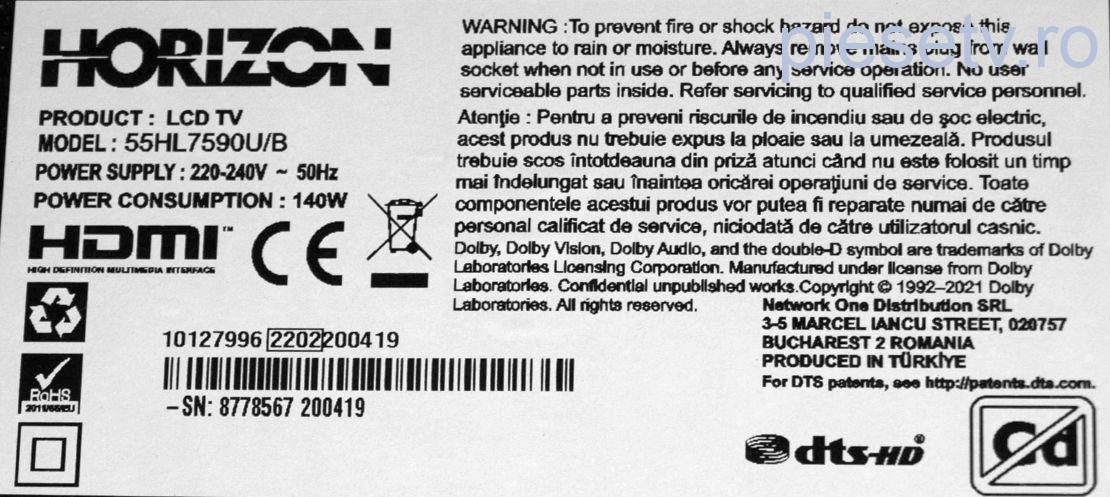 HORIZON
PRODUCT : LCD TV
MODEL : 55HL7590U/B
POWER SUPPLY : 220-240V ~ 50Hz
POWER CONSUMPTION : 140W
HDMI™
HIGH DEFINITION MULTIMEDIA INTERFACE
CE
RoHS
2011/65/EU
WARNING :To prevent fire or shock hazard do not expose this
appliance to rain or moisture. Always remove mains plug from wall
socket when not in use or before any service operation. No user
serviceable parts inside. Refer servicing to qualified service personnel.
Atenţie : Pentru a preveni riscurile de incendiu sau de şoc electric,
acest produs nu trebuie expus la ploaie sau la umezeală. Produsul
trebuie scos întotdeauna din priză atunci când nu este folosit un timp
mai îndelungat sau înaintea oricărei operaţiuni de service. Toate
componentele acestui produs vor putea fi reparate numai de către
personal calificat de service, niciodată de către utilizatorul casnic.
Dolby, Dolby Vision, Dolby Audio, and the double-D symbol are trademarks of Dolby
Laboratories Licensing Corporation. Manufactured under license from Dolby
Laboratories. Confidential unpublished works.Copyright © 1992-2021 Dolby
Laboratories. All rights reserved.
Network One Distribution SRL
3-5 MARCEL IANCU STREET, 020757
BUCHAREST 2 ROMANIA
PRODUCED IN TÜRKİYE
For DTS patents, see http://patents.dts.com.
10127996 2202200419
-SN: 8778567 200419
dts-HD®
Cd
piesetv.ro